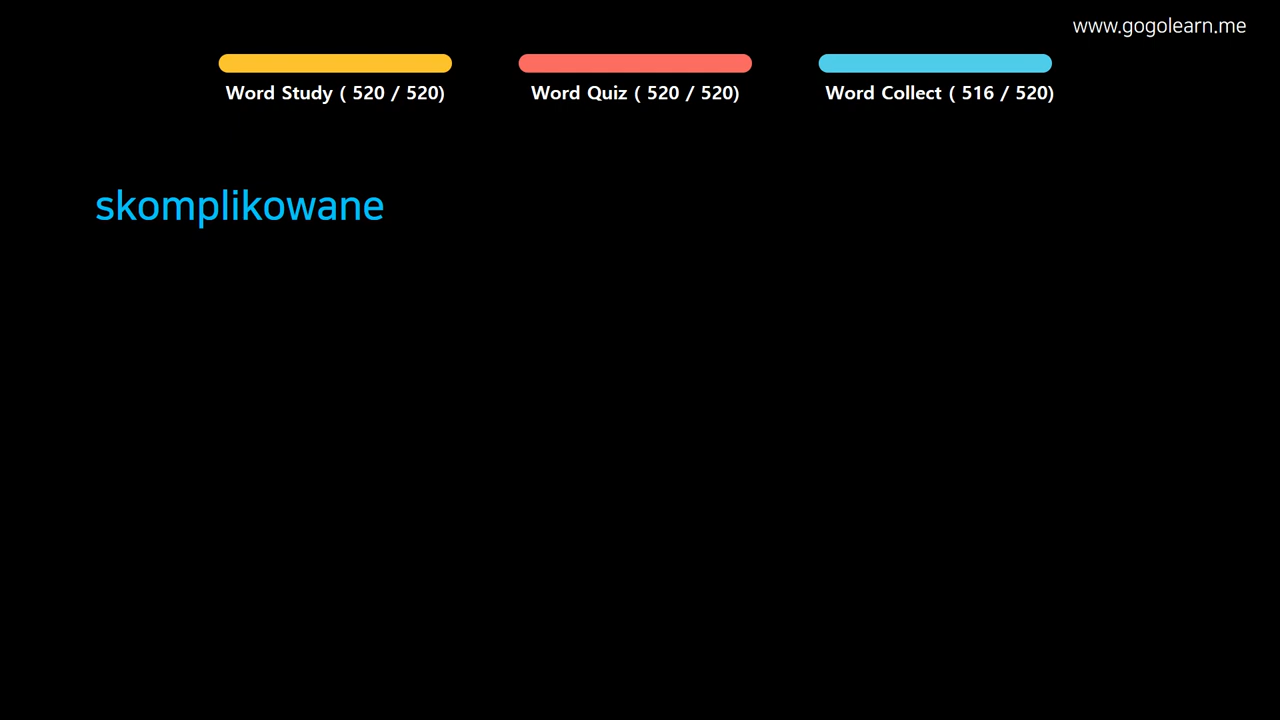 www.gogolearn.me
Word Study ( 520 / 520)
Word Quiz ( 520 / 520)
Word Collect ( 516 / 520)
skomplikowane